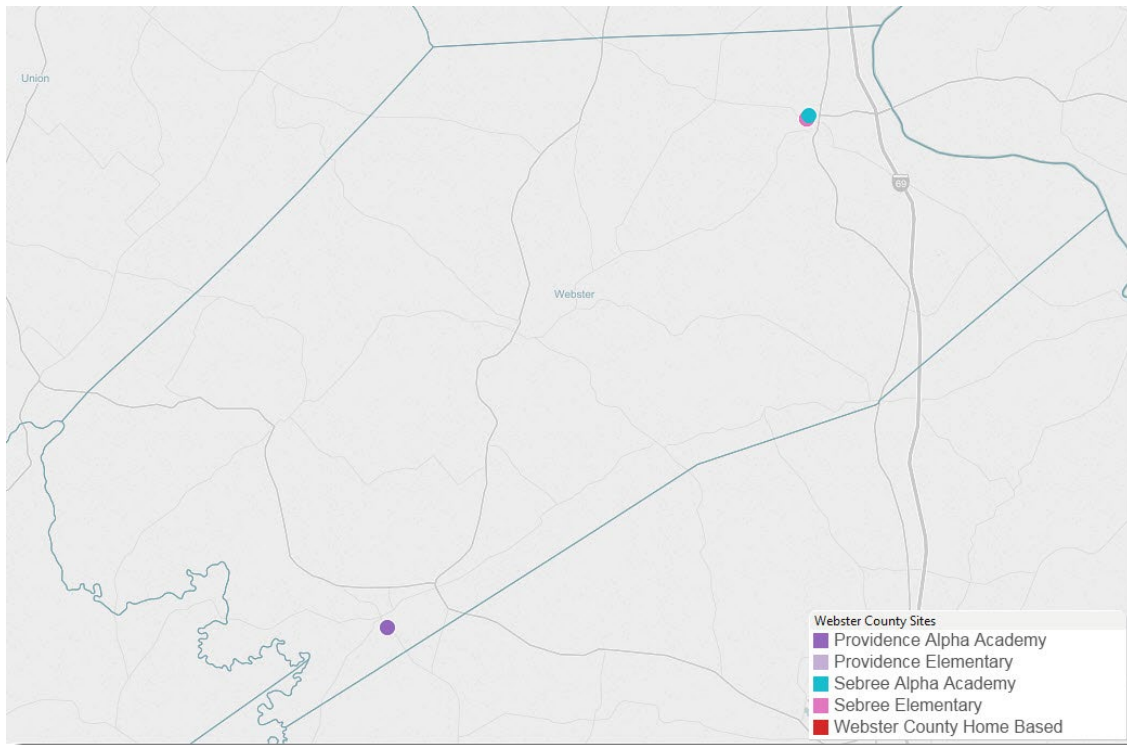 Union
69
Webster
Webster County Sites
Providence Alpha Academy
Providence Elementary
Sebree Alpha Academy
Sebree Elementary
Webster County Home Based